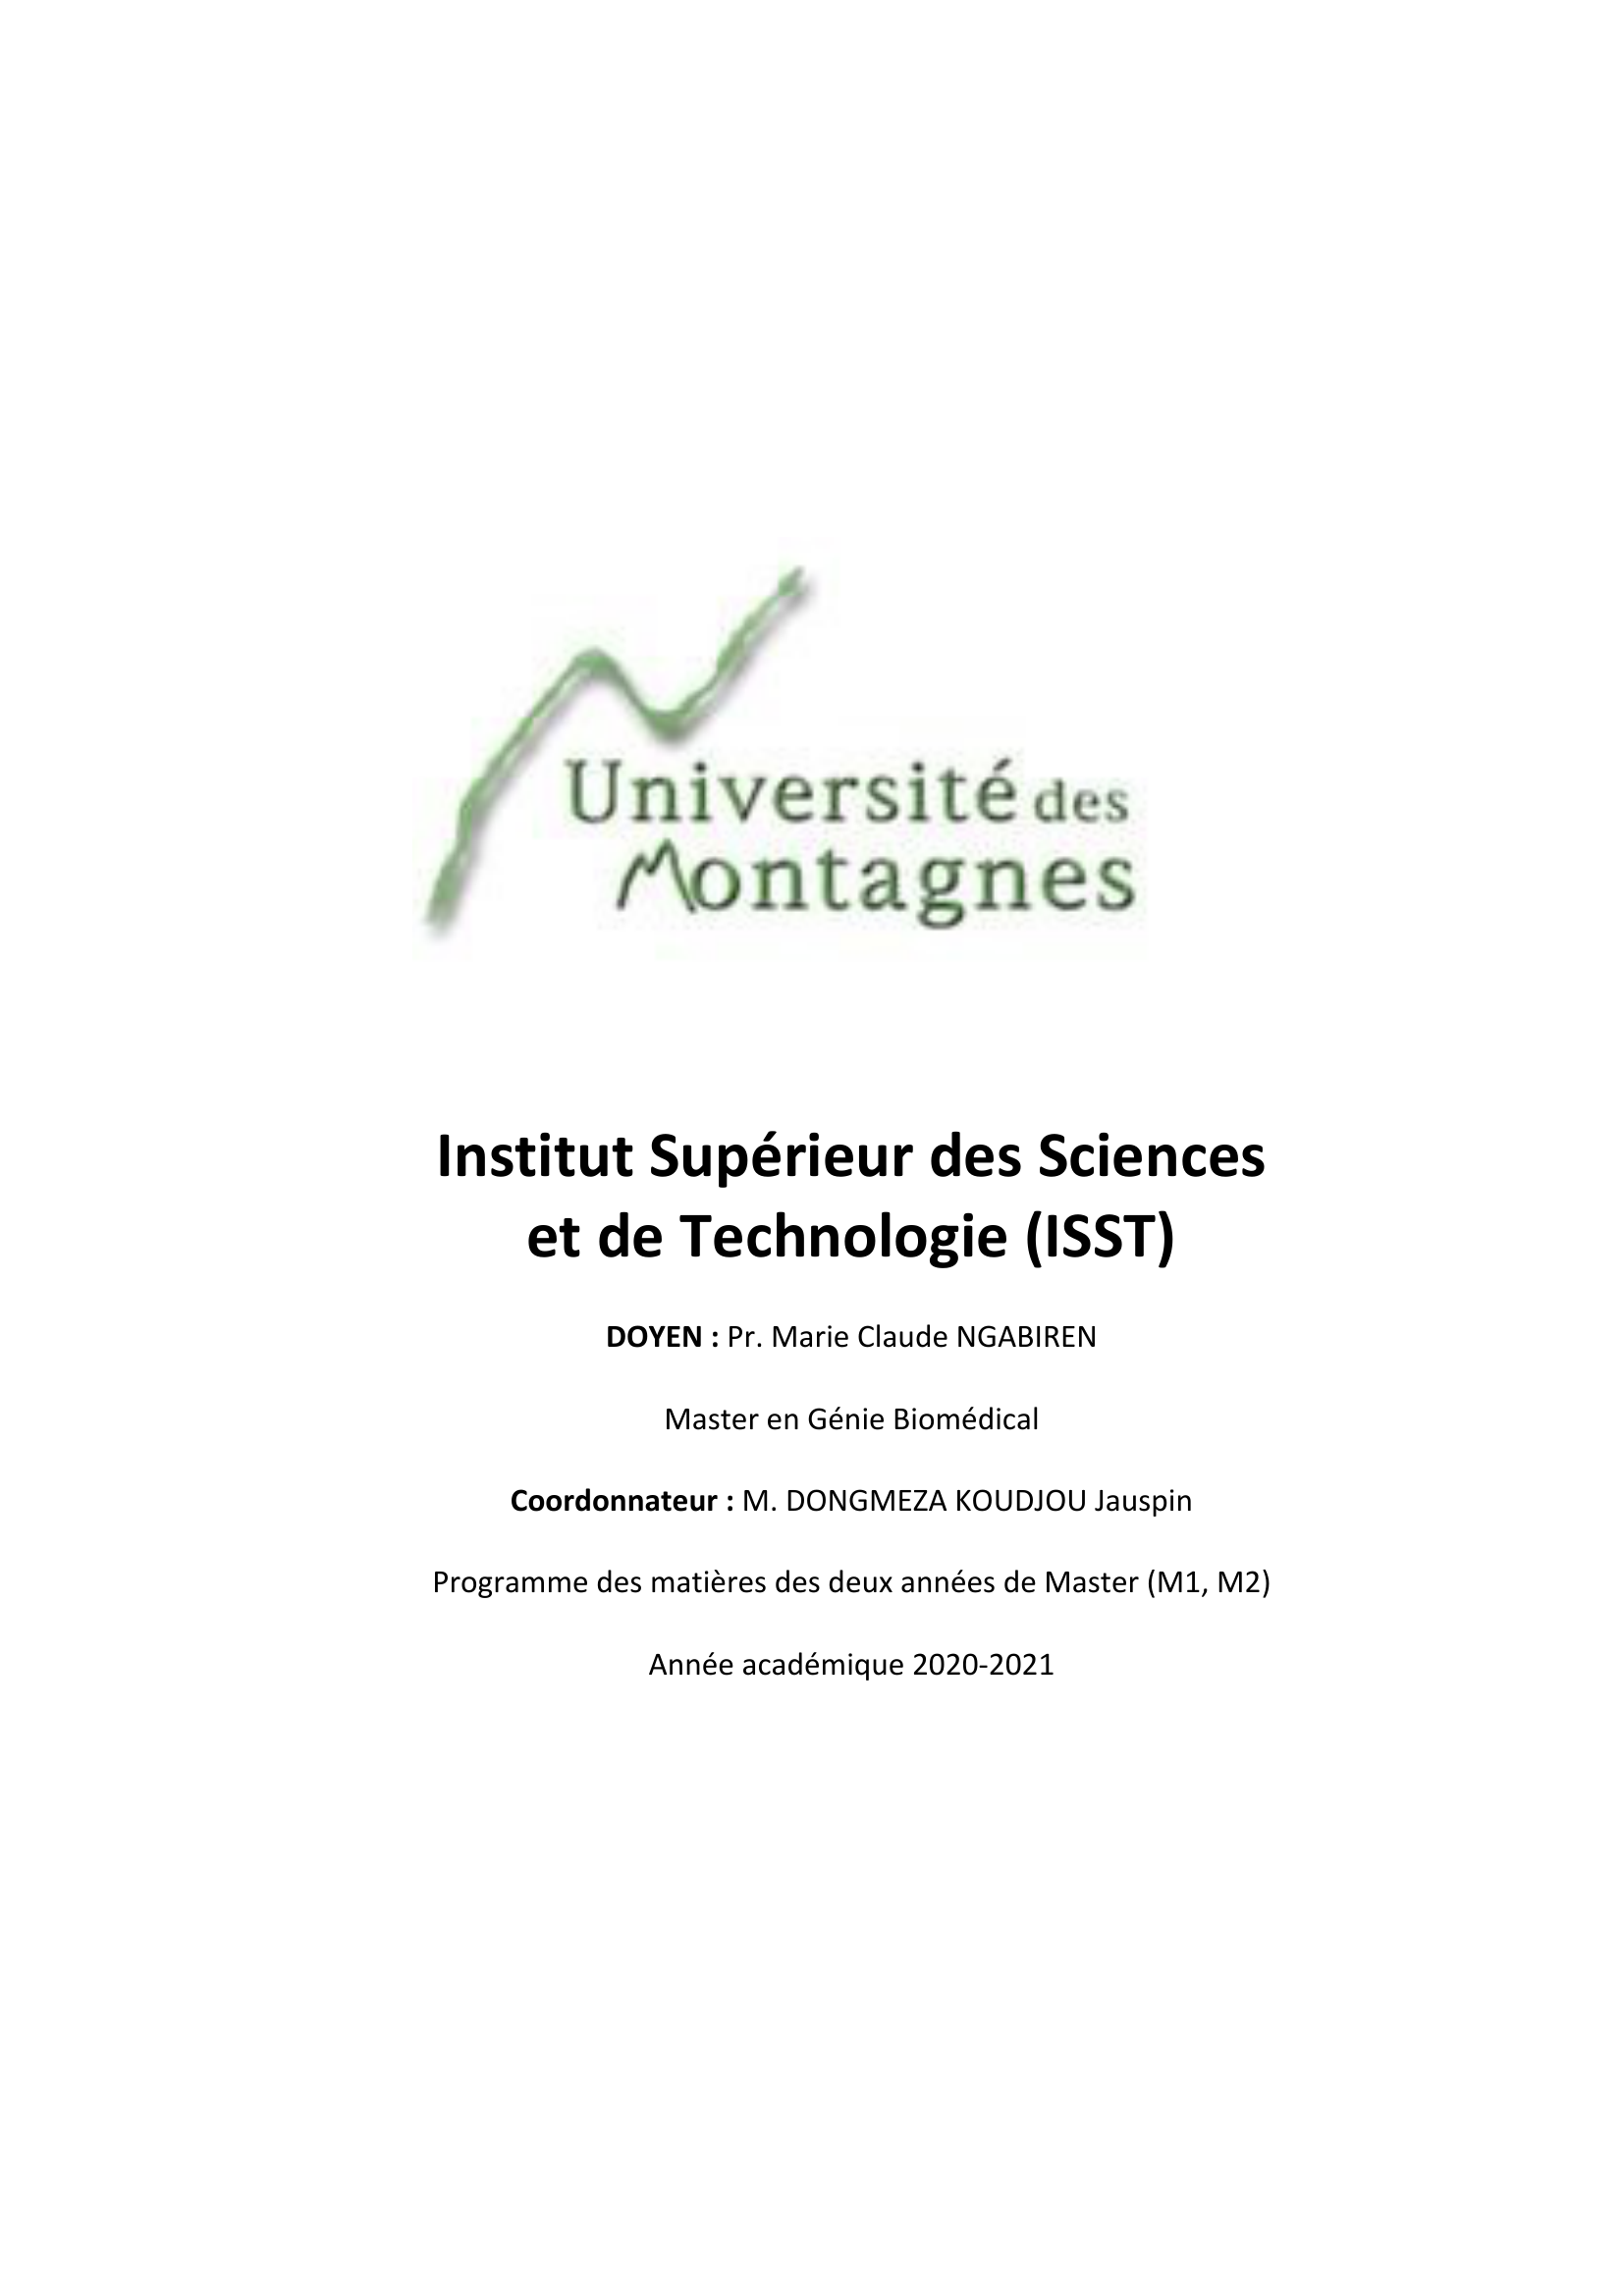 Université des
Montagnes
Institut Supérieur des Sciences
et de Technologie (ISST)
DOYEN : Pr. Marie Claude NGABIREN
Master en Génie Biomédical
Coordonnateur : M. DONGMEZA KOUDJOU Jauspin
Programme des matières des deux années de Master (M1, M2)
Année académique 2020-2021